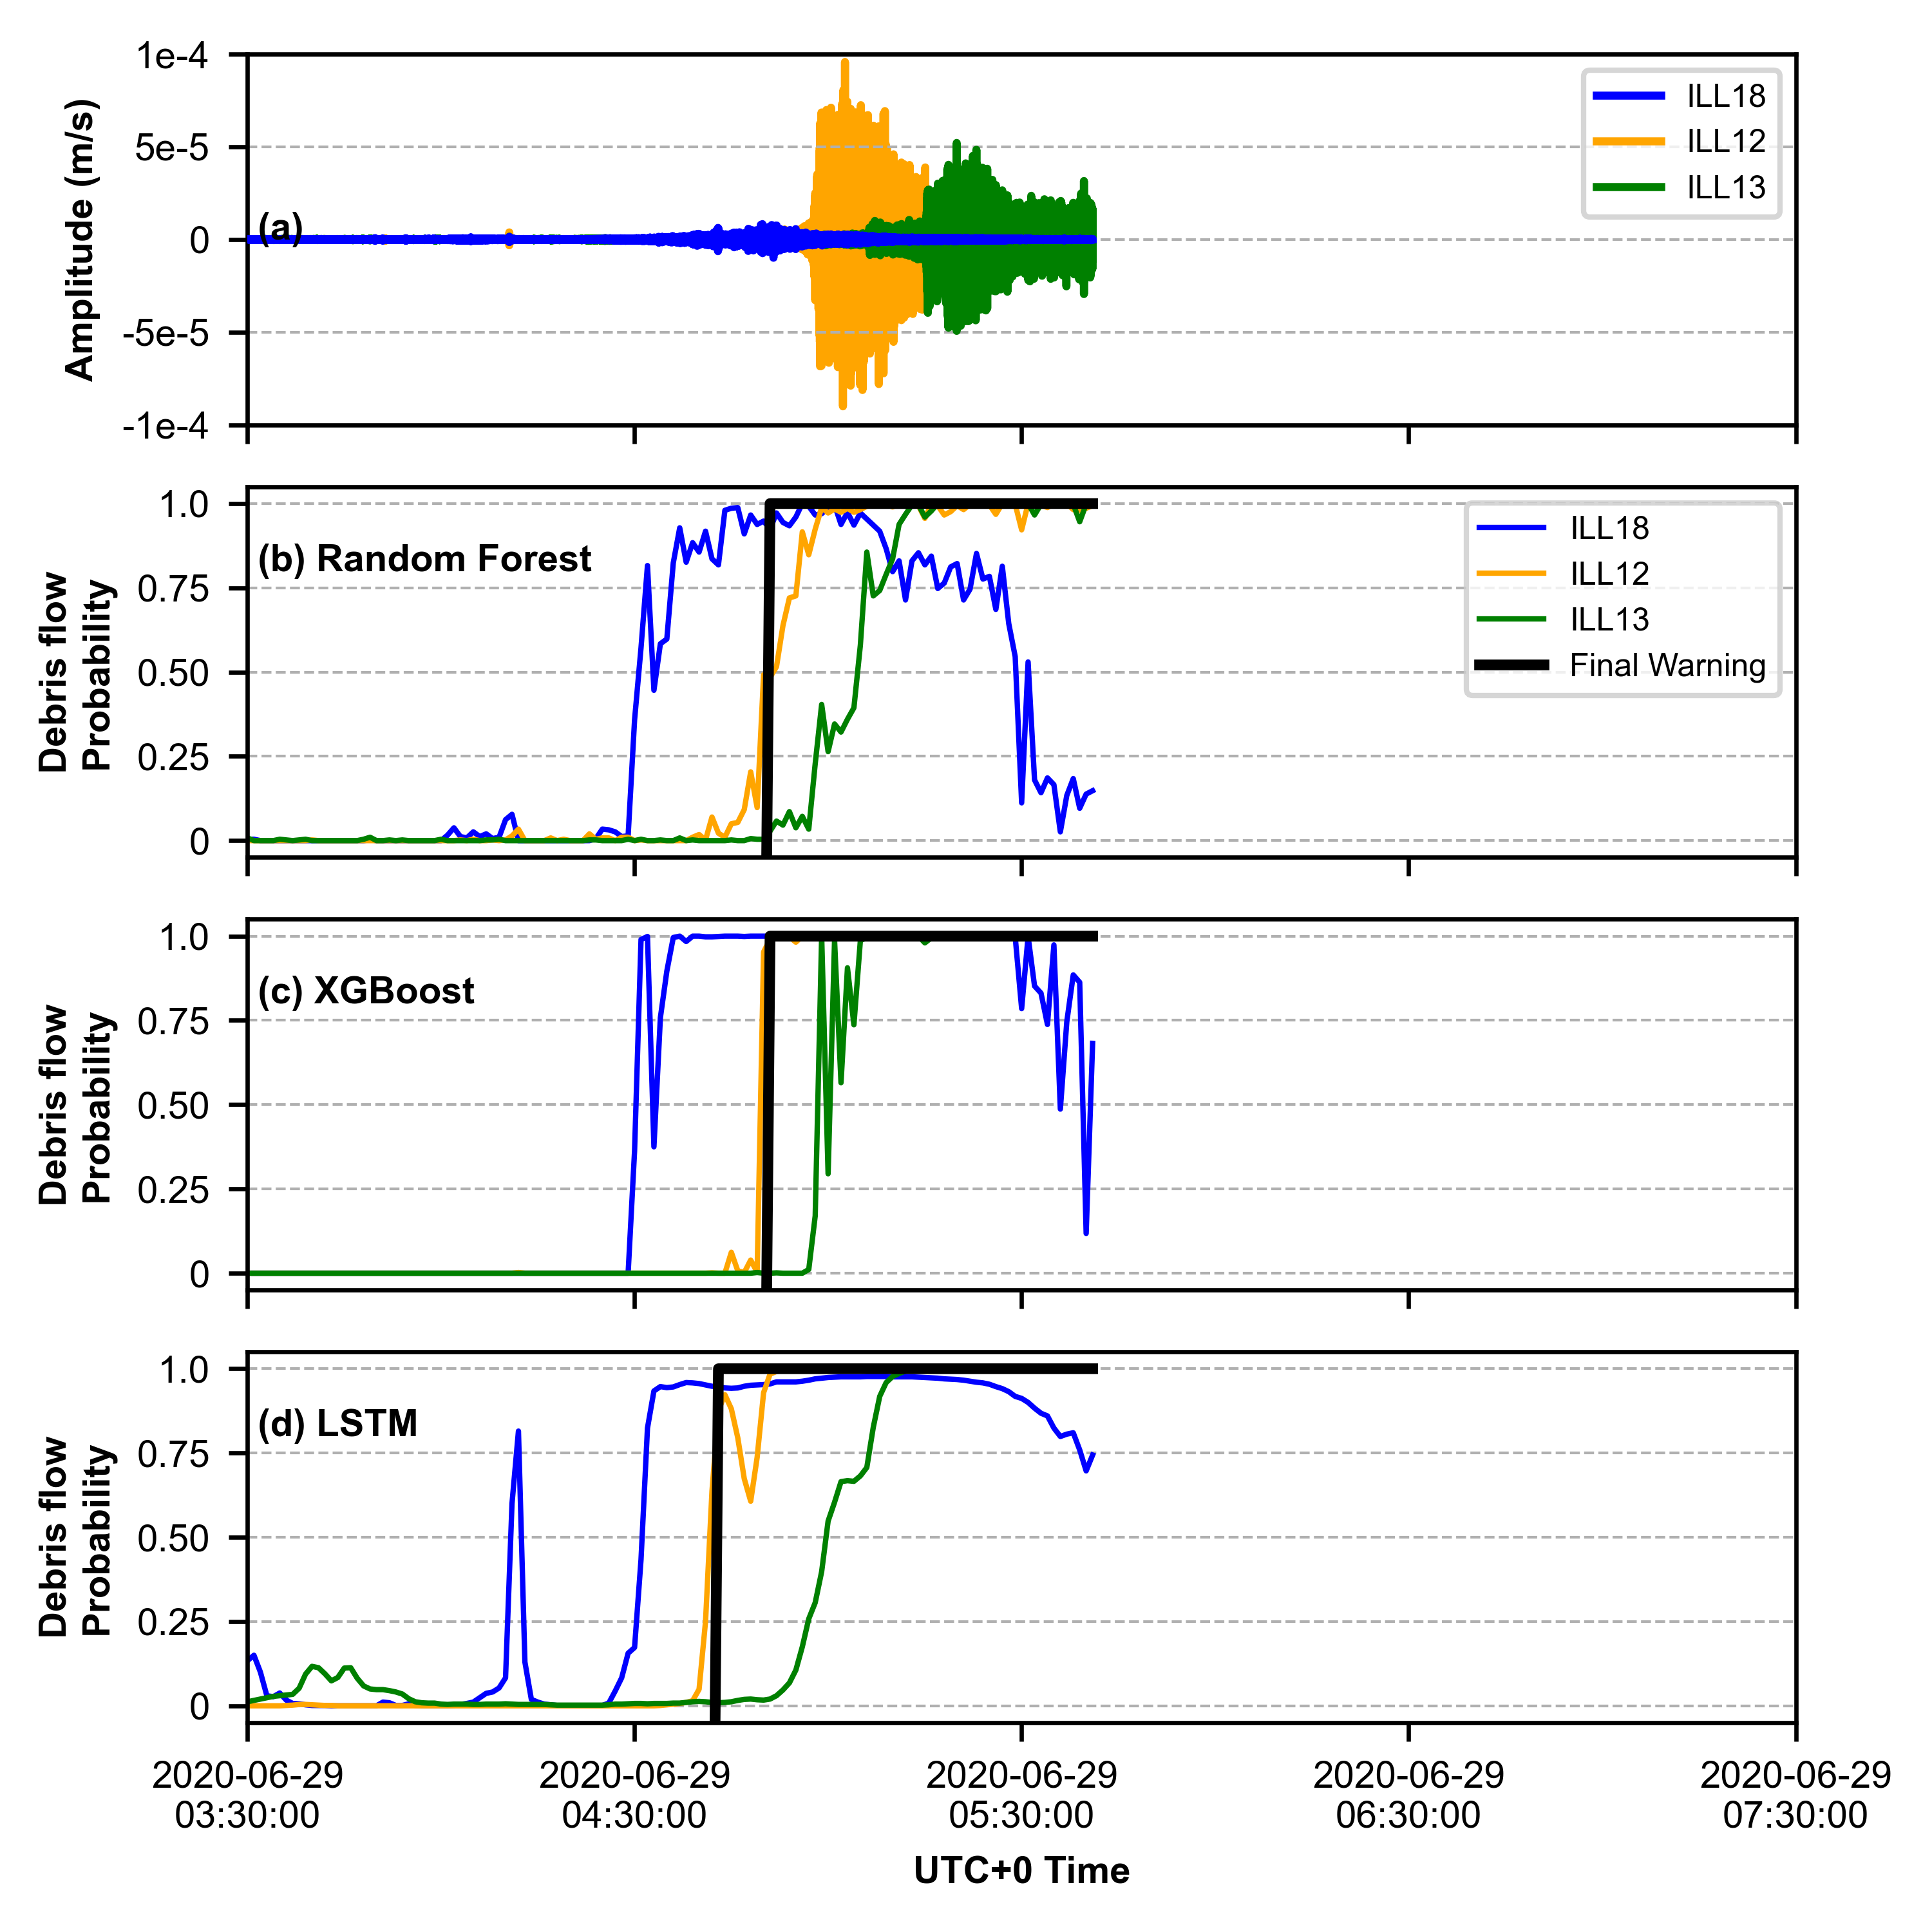 1e-4
5e-5
0
-5e-5
-1e-4
Amplitude (m/s)
(a)
ILL18
ILL12
ILL13
1.0
0.75
0.50
0.25
0
Debris flow
Probability
(b) Random Forest
ILL18
ILL12
ILL13
Final Warning
1.0
0.75
0.50
0.25
0
Debris flow
Probability
(c) XGBoost
1.0
0.75
0.50
0.25
0
Debris flow
Probability
(d) LSTM
2020-06-29
03:30:00
2020-06-29
04:30:00
2020-06-29
05:30:00
2020-06-29
06:30:00
2020-06-29
07:30:00
UTC+0 Time